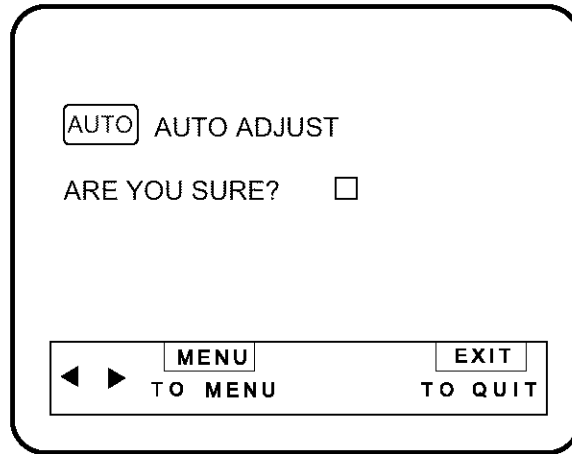 AUTO AUTO ADJUST
ARE YOU SURE?
MENU EXIT
TO MENU TO QUIT